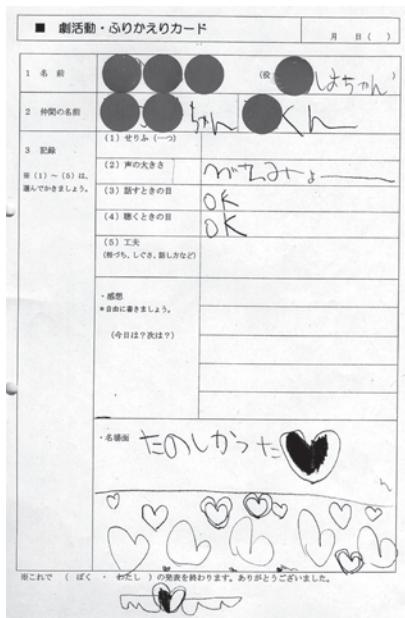 ■ 劇活動・ふりかえりカード
月 日( )
1 名前 (役 しばちゃん )
2 仲間の名前 ちゃん くん
3 記録
※(1)~(5)は、
選んでかきましょう。
(1)せりふ(一つ)
(2)声の大きさ
(3)話すときの目 OK
(4)聴くときの目 OK
(5)工夫
(相づち、しぐさ、話し方など)
・感想
*自由に書きましょう。
(今日は?次は?)
・名場面 たのしかった
※これで ( ぼく ・ わたし )の発表を終わります。ありがとうございました。